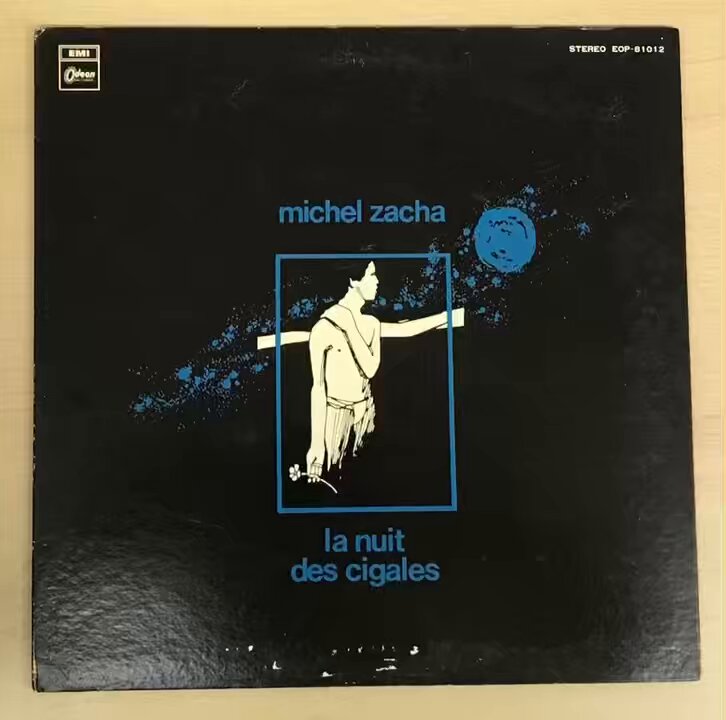 EMI
Odeon
STEREO EOP-81012
michel zacha
la nuit
des cigales